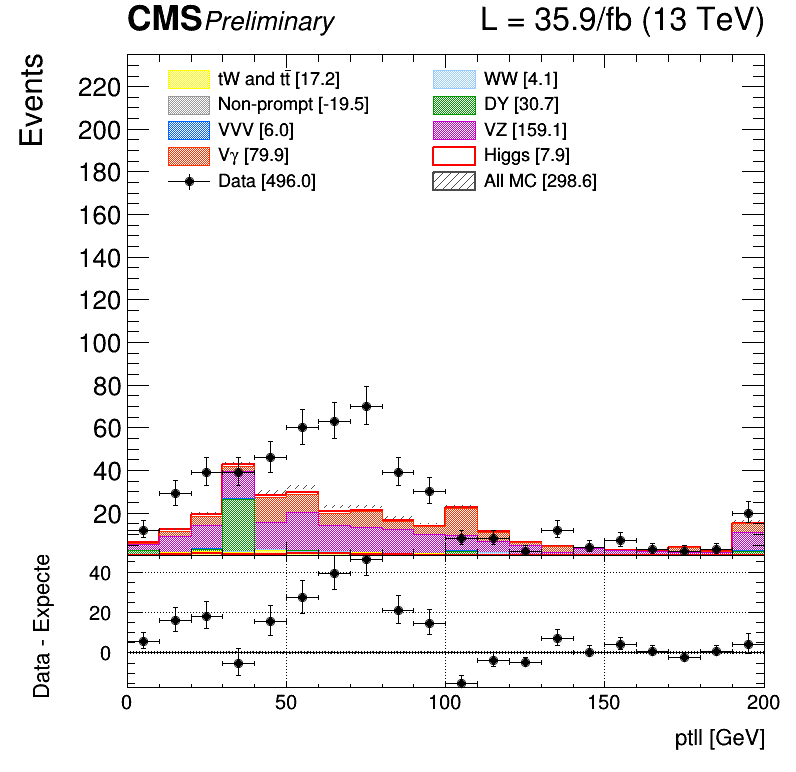 CMS Preliminary L = 35.9/fb (13 TeV)
Events
tW and tt̄ [17.2] WW [4.1]
Non-prompt [-19.5] DY [30.7]
VVV [6.0] VZ [159.1]
Vγ [79.9] Higgs [7.9]
Data [496.0] All MC [298.6]
220
200
180
160
140
120
100
80
60
40
20
Data - Expecte
40
20
0
0 50 100 150 200
ptll [GeV]